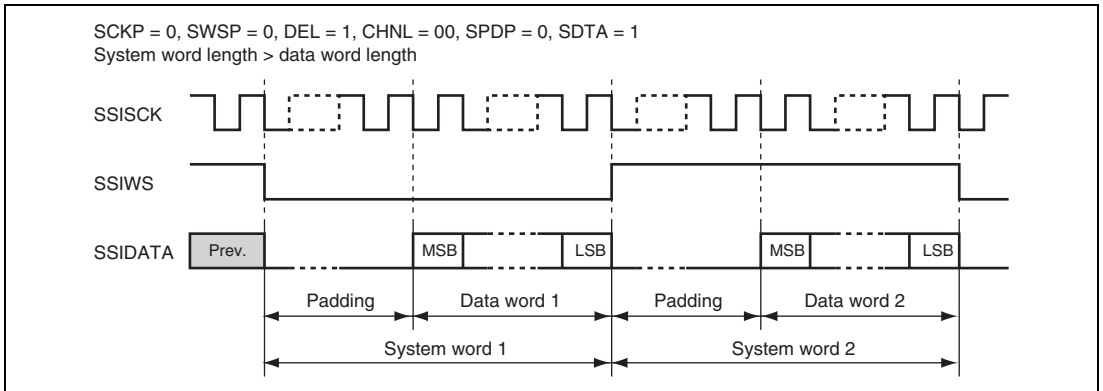 SCKP = 0, SWSP = 0, DEL = 1, CHNL = 00, SPDP = 0, SDTA = 1
System word length > data word length
SSISCK
SSIWS
SSIDATA Prev. MSB LSB MSB LSB
Padding Data word 1 Padding Data word 2
System word 1 System word 2